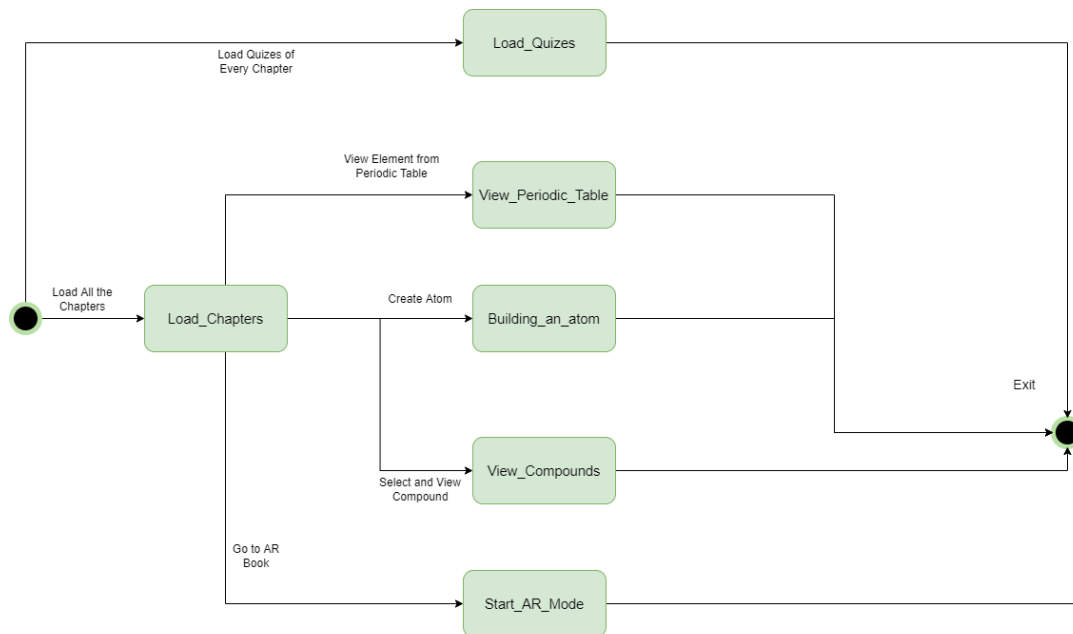 Load_Quizes
Load Quizes of
Every Chapter
View Element from
Periodic Table
View_Periodic_Table
Load All the
Chapters
Load_Chapters
Create Atom
Building_an_atom
Exit
View_Compounds
Select and View
Compound
Go to AR
Book
Start_AR_Mode